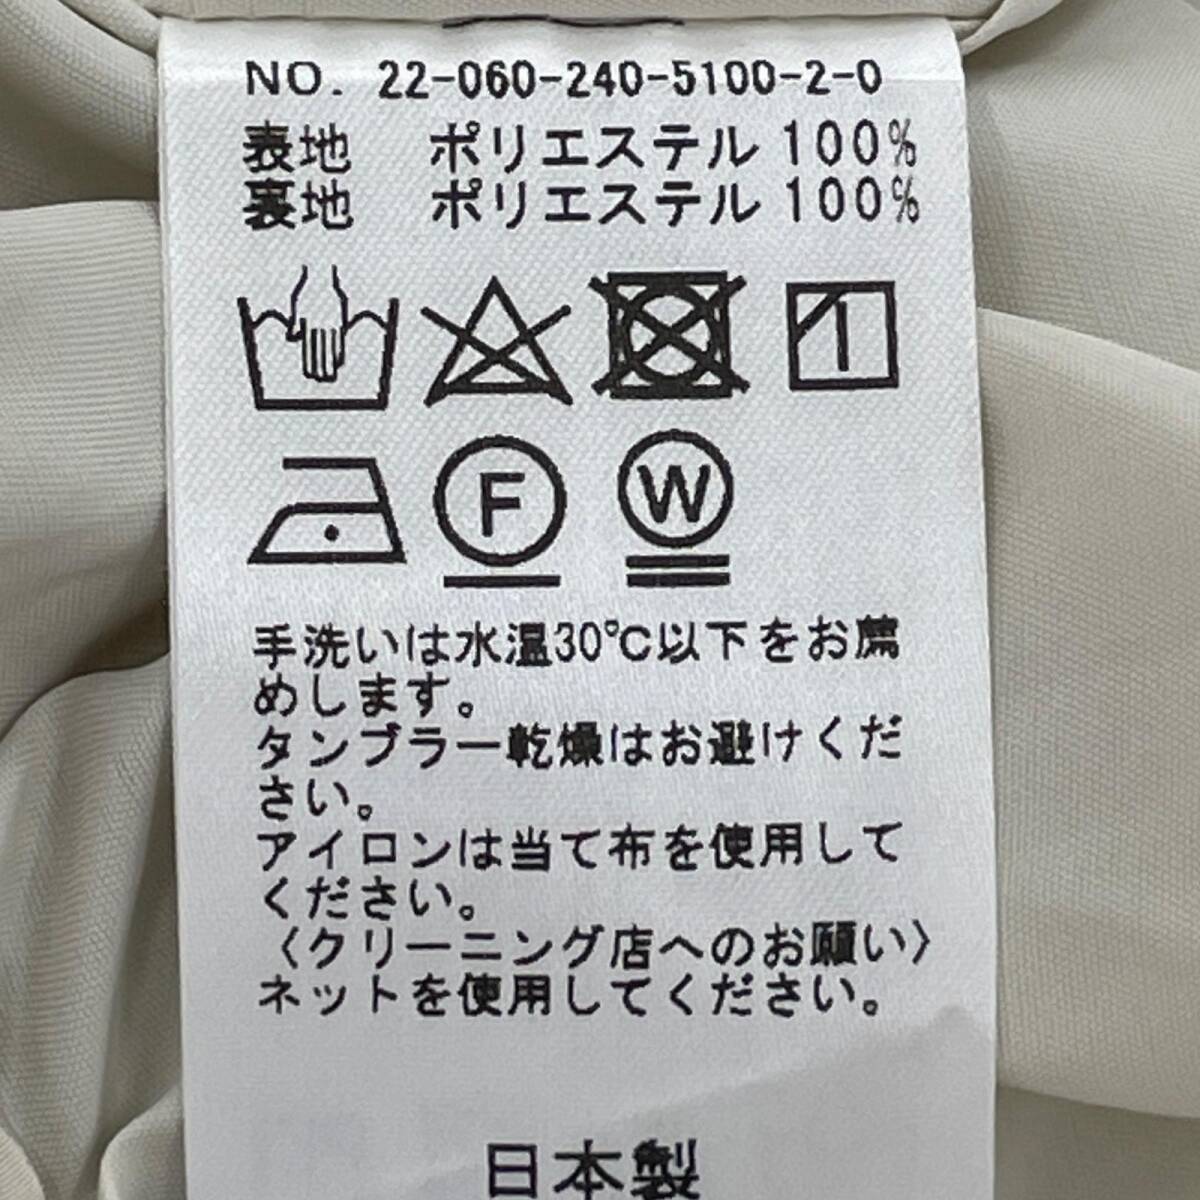 NO. 22-060-240-5100-2-0
表地 ポリエステル 100%
裏地 ポリエステル 100%
F
W
手洗いは水温30℃以下をお薦
めします。
タンブラー乾燥はお避けくだ
さい。
アイロンは当て布を使用して
ください。
〈クリーニング店へのお願い〉
ネットを使用してください。
日本製